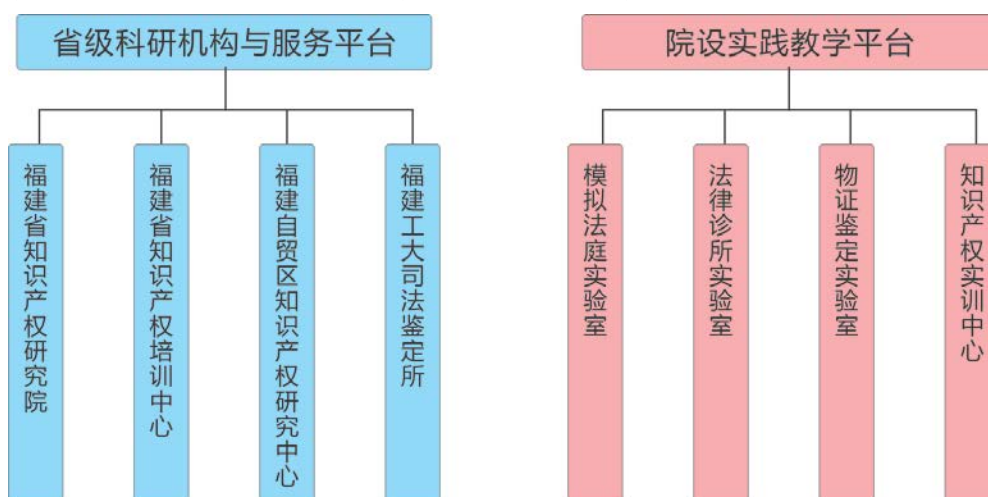 省级科研机构与服务平台
福建省知识产权研究院
福建省知识产权培训中心
福建自贸区知识产权研究中心
福建工大司法鉴定所
院设实践教学平台
模拟法庭实验室
法律诊所实验室
物证鉴定实验室
知识产权实训中心